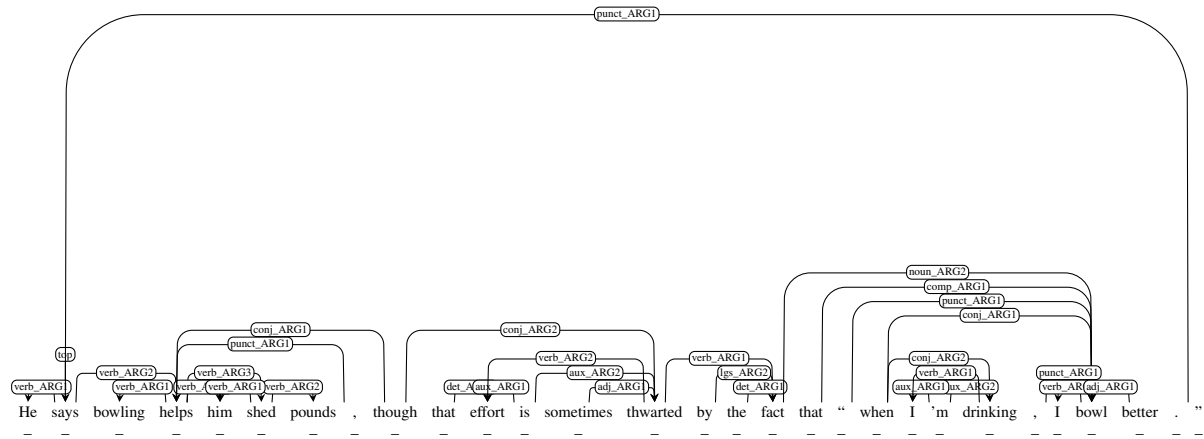 punct_ARG1
noun_ARG2
comp_ARG1
punct_ARG1
conj_ARG1 conj_ARG2 conj_ARG1
punct_ARG1
top verb_ARG2 conj_ARG2
verb_ARG2 verb_ARG3 aux_ARG2 verb_ARG1 lgs_ARG2 verb_ARG1 punct_ARG1
verb_ARG1 verb_ARG1 verb_ARG1 verb_ARG2 aux_ARG1 adj_ARG1 det_ARG1 aux_ARG1 adj_ARG1
He says bowling helps him shed pounds , though that effort is sometimes thwarted by the fact that “ when I 'm drinking , I bowl better . ”
_ _ _ _ _ _ _ _ _ _ _ _ _ _ _ _ _ _ _ _ _ _ _ _ _ _ _ _ _ _ _